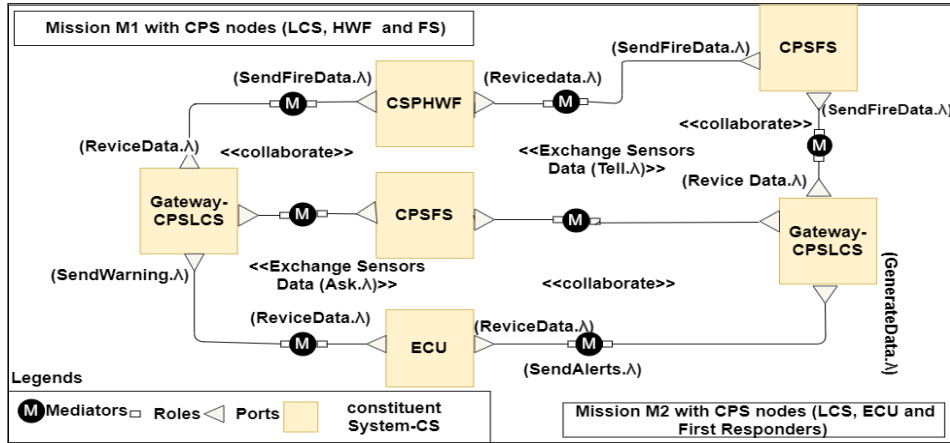 Mission M1 with CPS nodes (LCS, HWF and FS)
CPSFS
(SendFireData.λ)
(SendFireData.λ)
(Revicedata.λ)
M
M
CSPHWF
(SendFireData.λ)
<<collaborate>>
M
(ReviceData.λ)
<<collaborate>>
<<Exchange Sensors
Data (Tell.λ)>>
(Revice Data.λ)
Gateway-
CPSLCS
M
CPSFS
M
Gateway-
CPSLCS
(SendWarning.λ)
<<Exchange Sensors
Data (Ask.λ)>>
<<collaborate>>
(GenerateData.λ)
(ReviceData.λ)
(ReviceData.λ)
M
ECU
M
(SendAlerts.λ)
Legends
M Mediators Roles Ports constituent
System-CS
Mission M2 with CPS nodes (LCS, ECU and
First Responders)